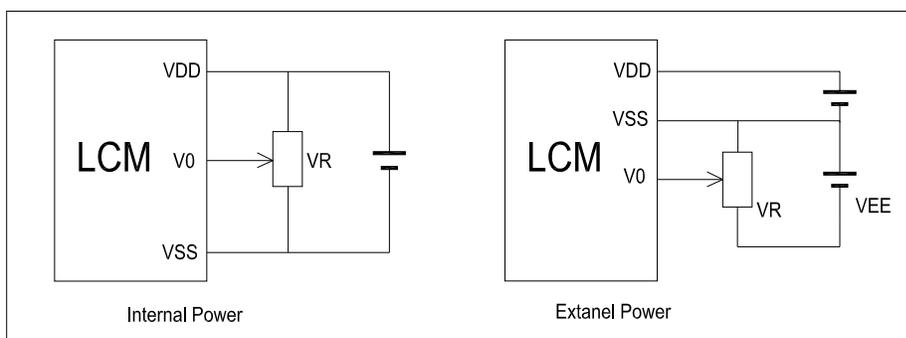 VDD
LCM
V0
VR
VSS
Internal Power
VDD
VSS
LCM
V0
VR
VEE
Extanel Power